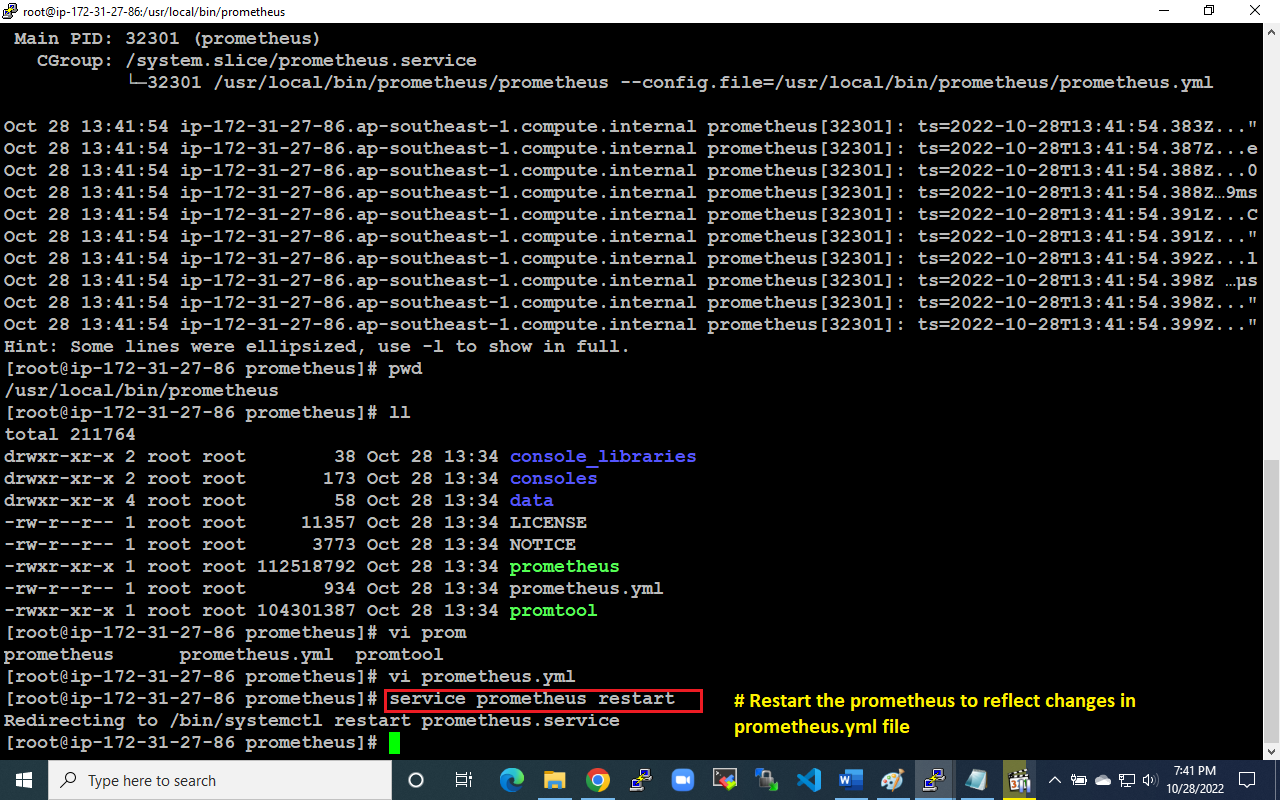 root@ip-172-31-27-86:/usr/local/bin/prometheus
Main PID: 32301 (prometheus)
CGroup: /system.slice/prometheus.service
└─32301 /usr/local/bin/prometheus/prometheus --config.file=/usr/local/bin/prometheus/prometheus.yml
Oct 28 13:41:54 ip-172-31-27-86.ap-southeast-1.compute.internal prometheus[32301]: ts=2022-10-28T13:41:54.383Z..."
Oct 28 13:41:54 ip-172-31-27-86.ap-southeast-1.compute.internal prometheus[32301]: ts=2022-10-28T13:41:54.387Z...e
Oct 28 13:41:54 ip-172-31-27-86.ap-southeast-1.compute.internal prometheus[32301]: ts=2022-10-28T13:41:54.388Z...0
Oct 28 13:41:54 ip-172-31-27-86.ap-southeast-1.compute.internal prometheus[32301]: ts=2022-10-28T13:41:54.388Z…9ms
Oct 28 13:41:54 ip-172-31-27-86.ap-southeast-1.compute.internal prometheus[32301]: ts=2022-10-28T13:41:54.391Z...C
Oct 28 13:41:54 ip-172-31-27-86.ap-southeast-1.compute.internal prometheus[32301]: ts=2022-10-28T13:41:54.391Z..."
Oct 28 13:41:54 ip-172-31-27-86.ap-southeast-1.compute.internal prometheus[32301]: ts=2022-10-28T13:41:54.392Z...l
Oct 28 13:41:54 ip-172-31-27-86.ap-southeast-1.compute.internal prometheus[32301]: ts=2022-10-28T13:41:54.398Z …µs
Oct 28 13:41:54 ip-172-31-27-86.ap-southeast-1.compute.internal prometheus[32301]: ts=2022-10-28T13:41:54.398Z..."
Oct 28 13:41:54 ip-172-31-27-86.ap-southeast-1.compute.internal prometheus[32301]: ts=2022-10-28T13:41:54.399Z..."
Hint: Some lines were ellipsized, use -l to show in full.
[root@ip-172-31-27-86 prometheus]# pwd
/usr/local/bin/prometheus
[root@ip-172-31-27-86 prometheus]# ll
total 211764
drwxr-xr-x 2 root root 38 Oct 28 13:34 console_libraries
drwxr-xr-x 2 root root 173 Oct 28 13:34 consoles
drwxr-xr-x 4 root root 58 Oct 28 13:34 data
-rw-r--r-- 1 root root 11357 Oct 28 13:34 LICENSE
-rw-r--r-- 1 root root 3773 Oct 28 13:34 NOTICE
-rwxr-xr-x 1 root root 112518792 Oct 28 13:34 prometheus
-rw-r--r-- 1 root root 934 Oct 28 13:34 prometheus.yml
-rwxr-xr-x 1 root root 104301387 Oct 28 13:34 promtool
[root@ip-172-31-27-86 prometheus]# vi prom
prometheus prometheus.yml promtool
[root@ip-172-31-27-86 prometheus]# vi prometheus.yml
[root@ip-172-31-27-86 prometheus]# service prometheus restart
Redirecting to /bin/systemctl restart prometheus.service
[root@ip-172-31-27-86 prometheus]#
# Restart the prometheus to reflect changes in
prometheus.yml file
Type here to search
7:41 PM
10/28/2022